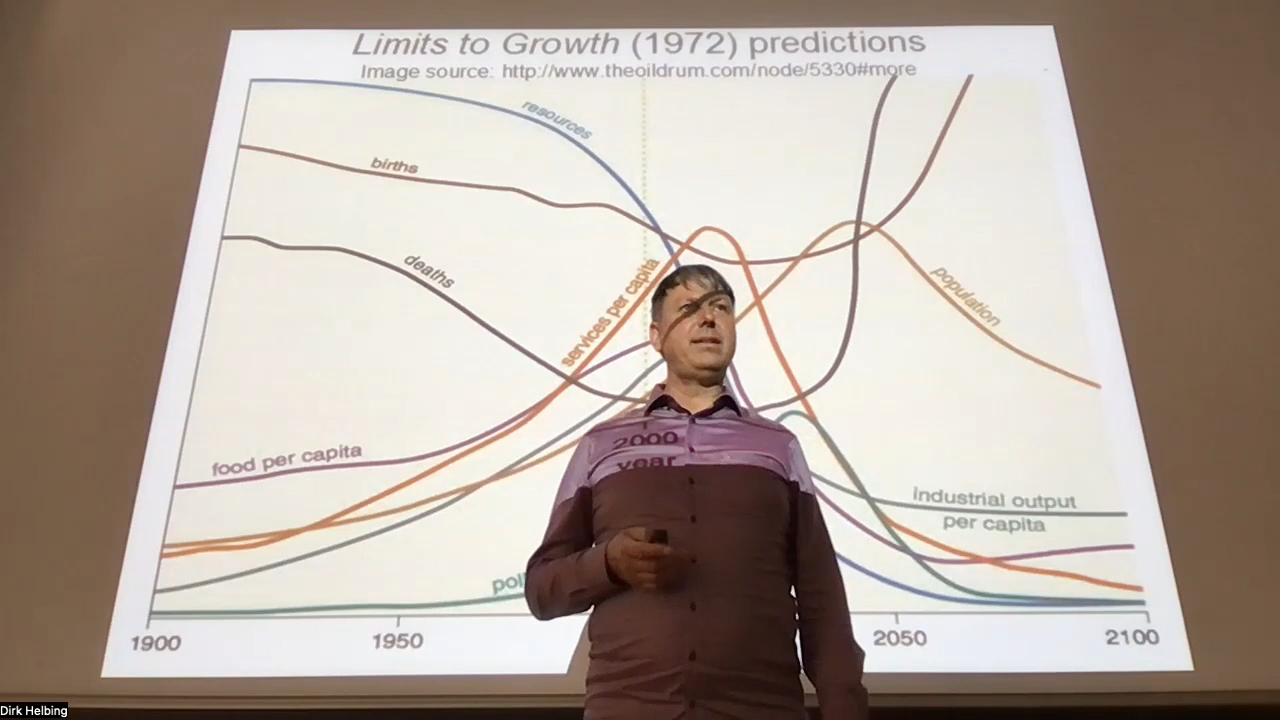 Limits to Growth (1972) predictions
Image source: http://www.theoildrum.com/node/5330#more
resources
births
deaths
services per capita
population
food per capita
industrial output
per capita
2000
year
1900
1950
2050
2100
Dirk Helbing